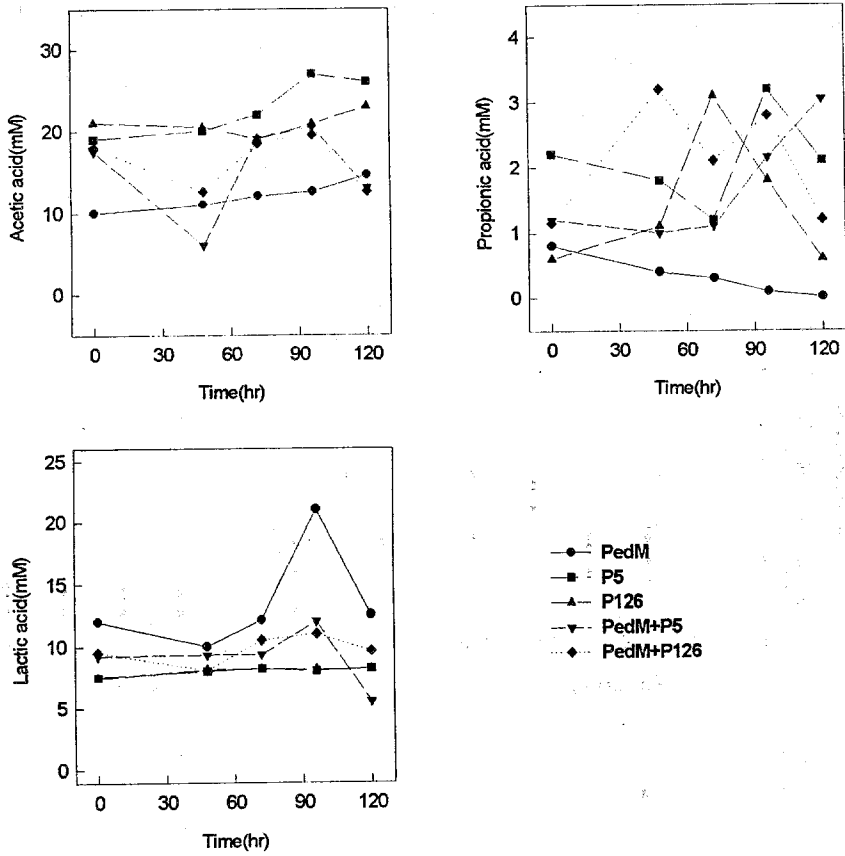 Acetic acid(mM)
30
20
10
0
0 30 60 90 120
Time(hr)
Propionic acid(mM)
4
3
2
1
0
0 30 60 90 120
Time(hr)
Lactic acid(mM)
25
20
15
10
5
0
0 30 60 90 120
Time(hr)
PedM
P5
P126
PedM+P5
PedM+P126